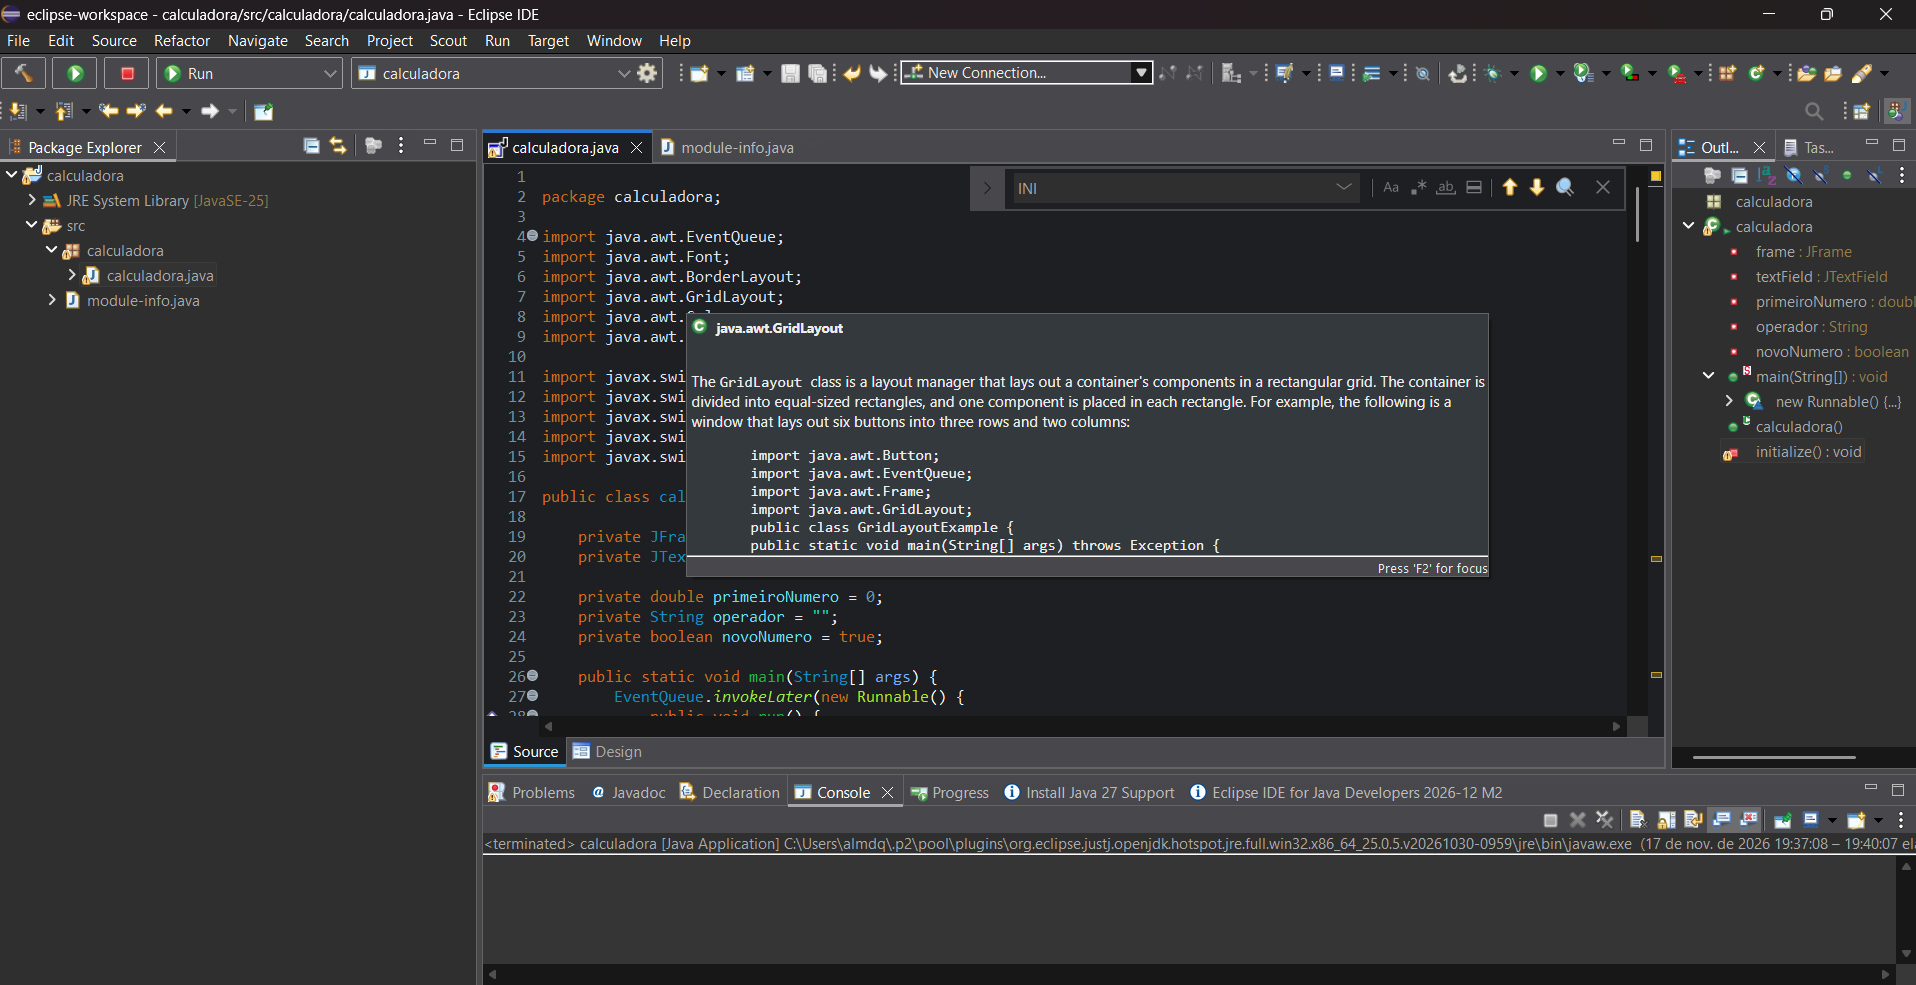 eclipse-workspace - calculadora/src/calculadora/calculadora.java - Eclipse IDE
File Edit Source Refactor Navigate Search Project Scout Run Target Window Help
Run calculadora New Connection...
Package Explorer
calculadora
JRE System Library [JavaSE-25]
src
calculadora
calculadora.java
module-info.java
calculadora.java module-info.java
INI
Aa .* ab
1
2 package calculadora;
3
4 import java.awt.EventQueue;
5 import java.awt.Font;
6 import java.awt.BorderLayout;
7 import java.awt.GridLayout;
8 import java.awt.
9 import java.awt.
10
11 import javax.swi
12 import javax.swi
13 import javax.swi
14 import javax.swi
15 import javax.swi
16
17 public class cal
18
19 private JFra
20 private JTex
21
22 private double primeiroNumero = 0;
23 private String operador = "";
24 private boolean novoNumero = true;
25
26 public static void main(String[] args) {
27 EventQueue.invokeLater(new Runnable() {
28 public void run() {
java.awt.GridLayout
The GridLayout class is a layout manager that lays out a container's components in a rectangular grid. The container is
divided into equal-sized rectangles, and one component is placed in each rectangle. For example, the following is a
window that lays out six buttons into three rows and two columns:
import java.awt.Button;
import java.awt.EventQueue;
import java.awt.Frame;
import java.awt.GridLayout;
public class GridLayoutExample {
public static void main(String[] args) throws Exception {
Press 'F2' for focus
Source Design
Outl... Tas...
calculadora
calculadora
frame : JFrame
textField : JTextField
primeiroNumero : doubl
operador : String
novoNumero : boolean
main(String[]) : void
new Runnable() {...}
calculadora()
initialize() : void
Problems Javadoc Declaration Console Progress Install Java 27 Support Eclipse IDE for Java Developers 2026-12 M2
<terminated> calculadora [Java Application] C:\Users\almdq\.p2\pool\plugins\org.eclipse.justj.openjdk.hotspot.jre.full.win32.x86_64_25.0.5.v20261030-0959\jre\bin\javaw.exe (17 de nov. de 2026 19:37:08 – 19:40:07 el